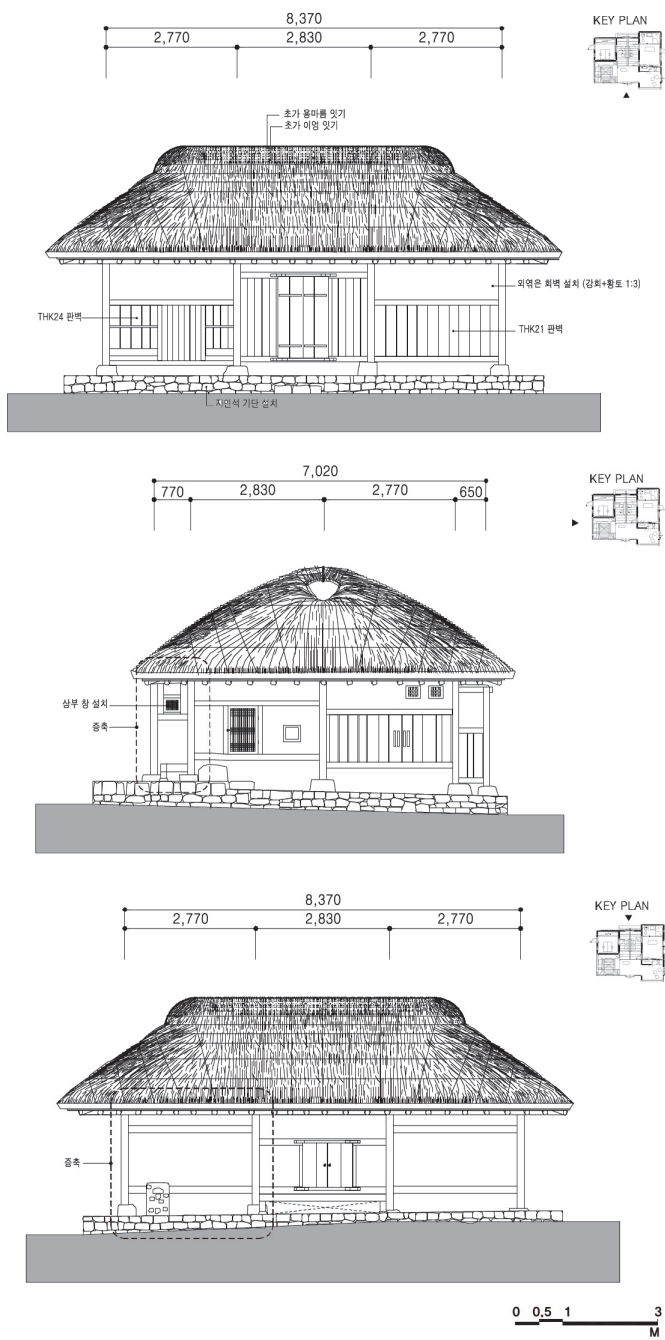 8,370
2,770 2,830 2,770
KEY PLAN
초가 용마름 잇기
초가 이엉 잇기
외엮은 회벽 설치 (강회+황토 1:3)
THK24 판벽
THK21 판벽
자연석 기단 설치
7,020
770 2,830 2,770 650
KEY PLAN
상부 창 설치
증축
8,370
2,770 2,830 2,770
KEY PLAN
증축
0 0.5 1 3
M